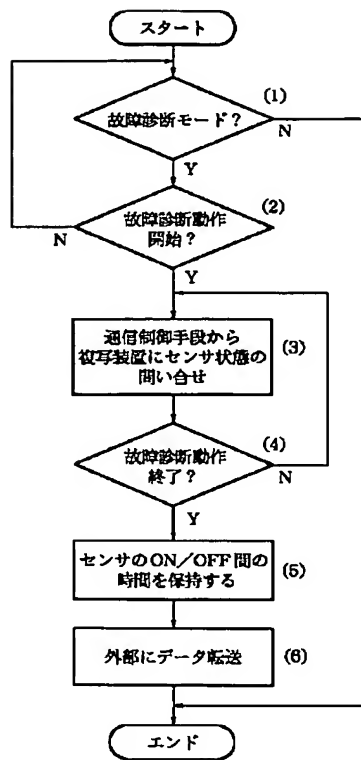 スタート
(1)
故障診断モード?
N
Y
(2)
故障診断動作
開始?
N
Y
通信制御手段から
複写装置にセンサ状態の
問い合せ
(3)
(4)
故障診断動作
終了?
N
Y
センサのON/OFF間の
時間を保持する
(5)
外部にデータ転送
(6)
エンド